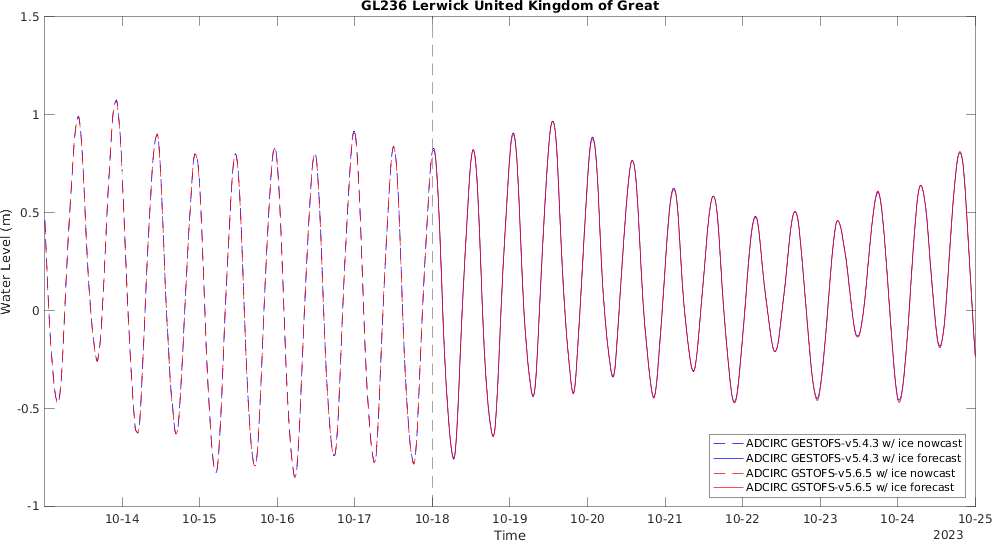 GL236 Lerwick United Kingdom of Great
1.5
1
0.5
0
-0.5
-1
Water Level (m)
ADCIRC GESTOFS-v5.4.3 w/ ice nowcast
ADCIRC GESTOFS-v5.4.3 w/ ice forecast
ADCIRC GSTOFS-v5.6.5 w/ ice nowcast
ADCIRC GSTOFS-v5.6.5 w/ ice forecast
10-14 10-15 10-16 10-17 10-18 10-19 10-20 10-21 10-22 10-23 10-24 10-25
Time
2023